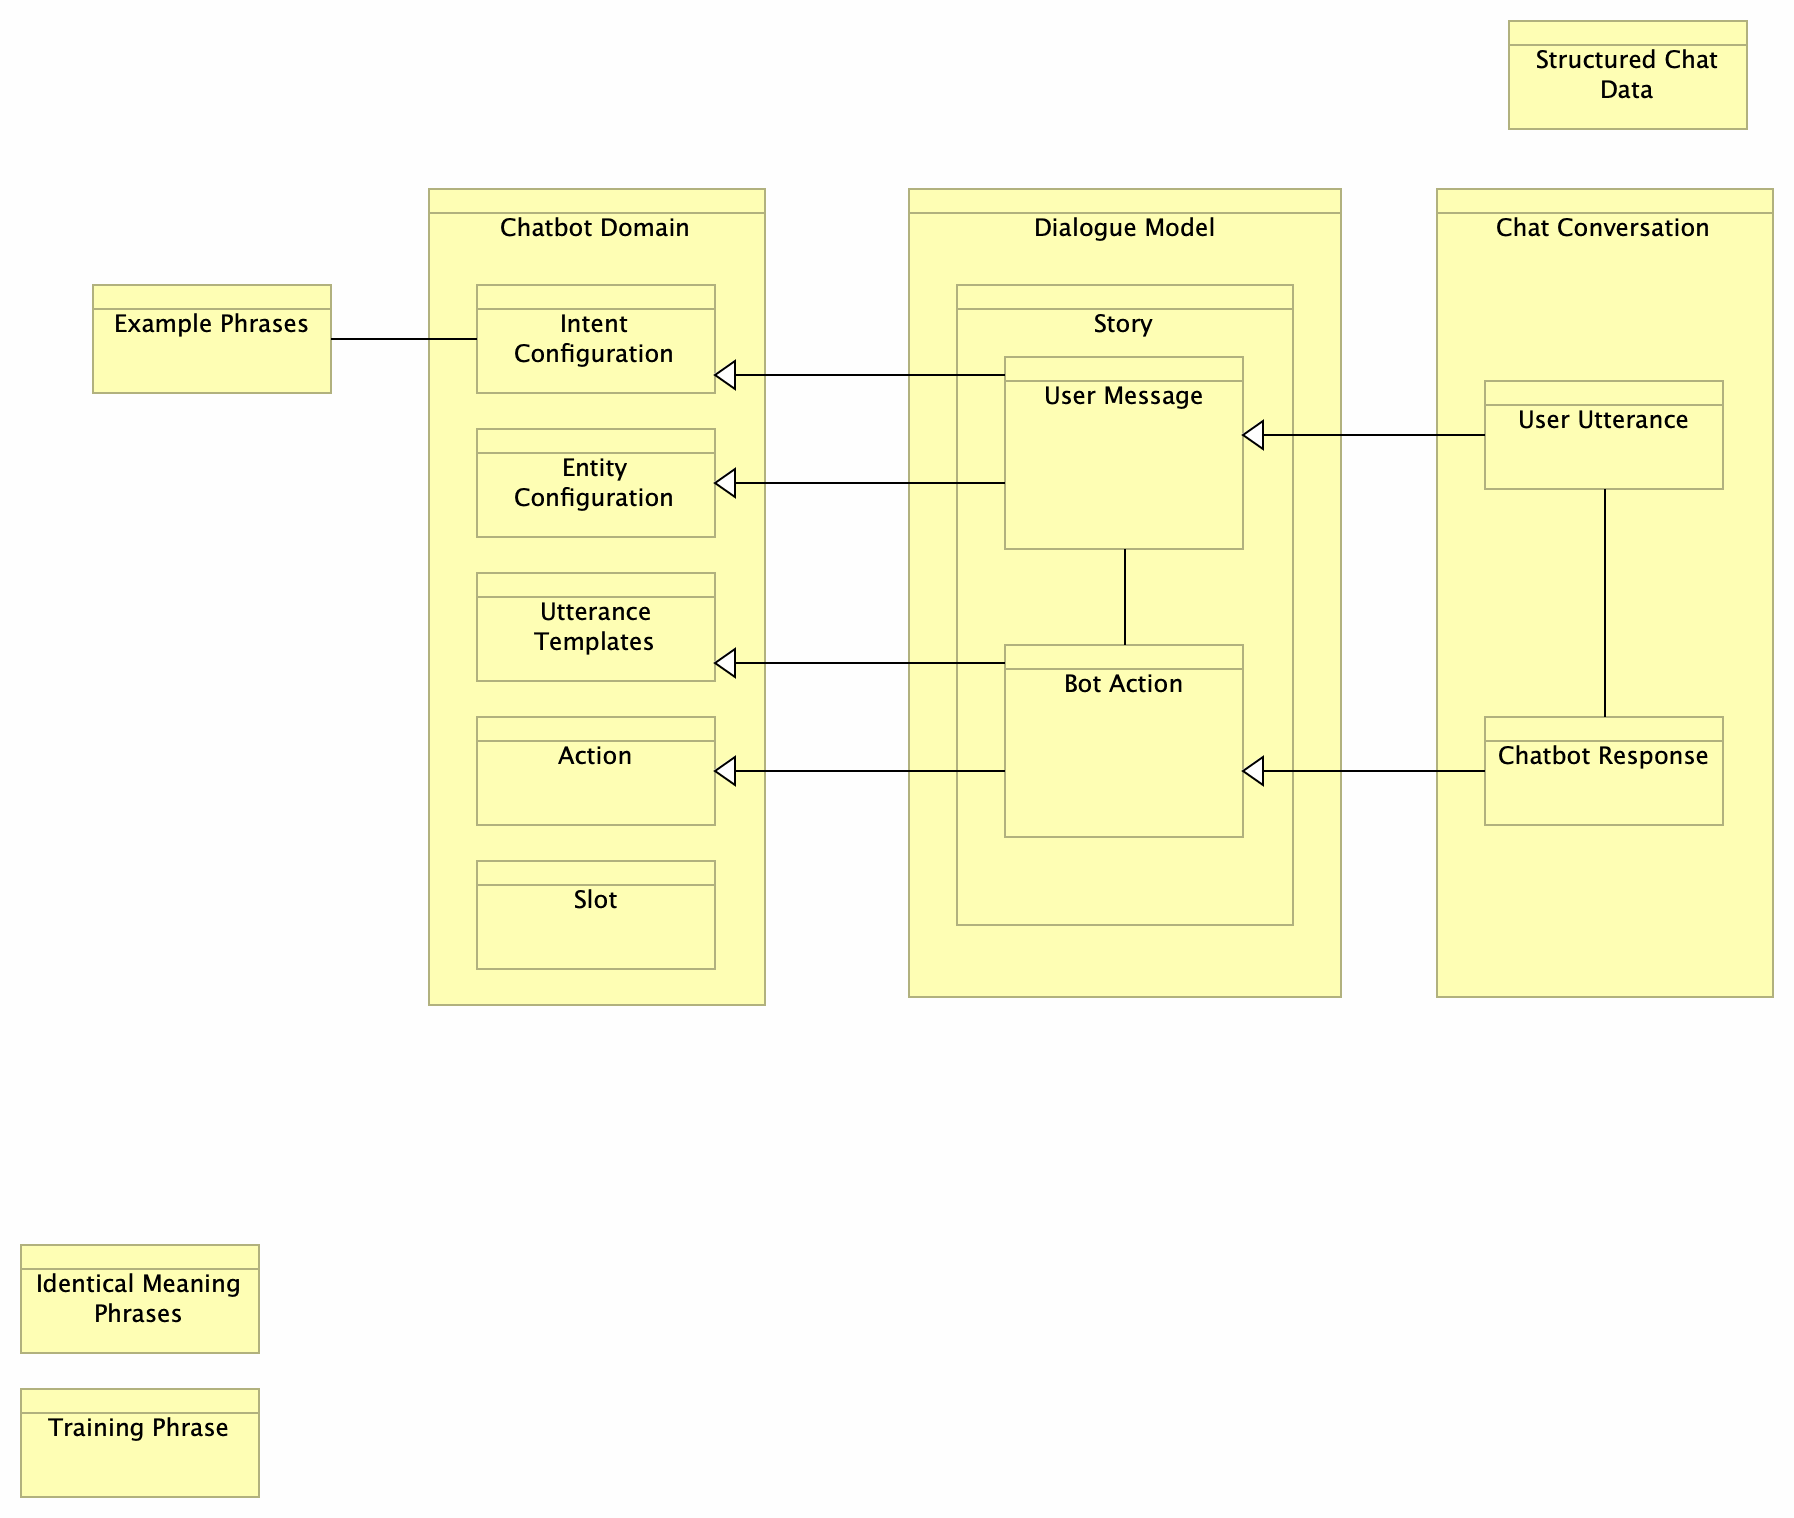 Structured Chat
Data
Chatbot Domain
Dialogue Model
Chat Conversation
Example Phrases
Intent
Configuration
Story
User Message
User Utterance
Entity
Configuration
Utterance
Templates
Bot Action
Action
Chatbot Response
Slot
Identical Meaning
Phrases
Training Phrase